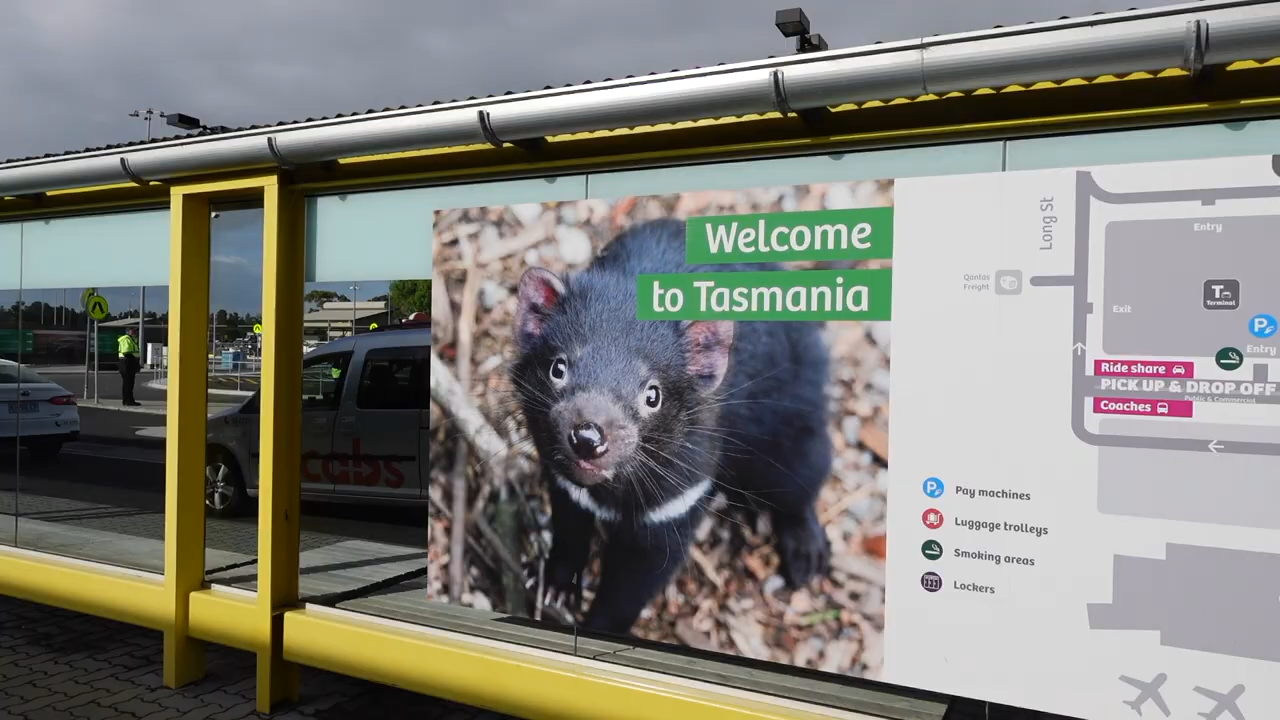 Welcome
to Tasmania
Long St
Entry
Qantas
Freight
T
Terminal
Exit
P
Entry
Ride share
PICK UP & DROP OFF
Public & Commercial
Coaches
P
Pay machines
Luggage trolleys
Smoking areas
Lockers
cabs